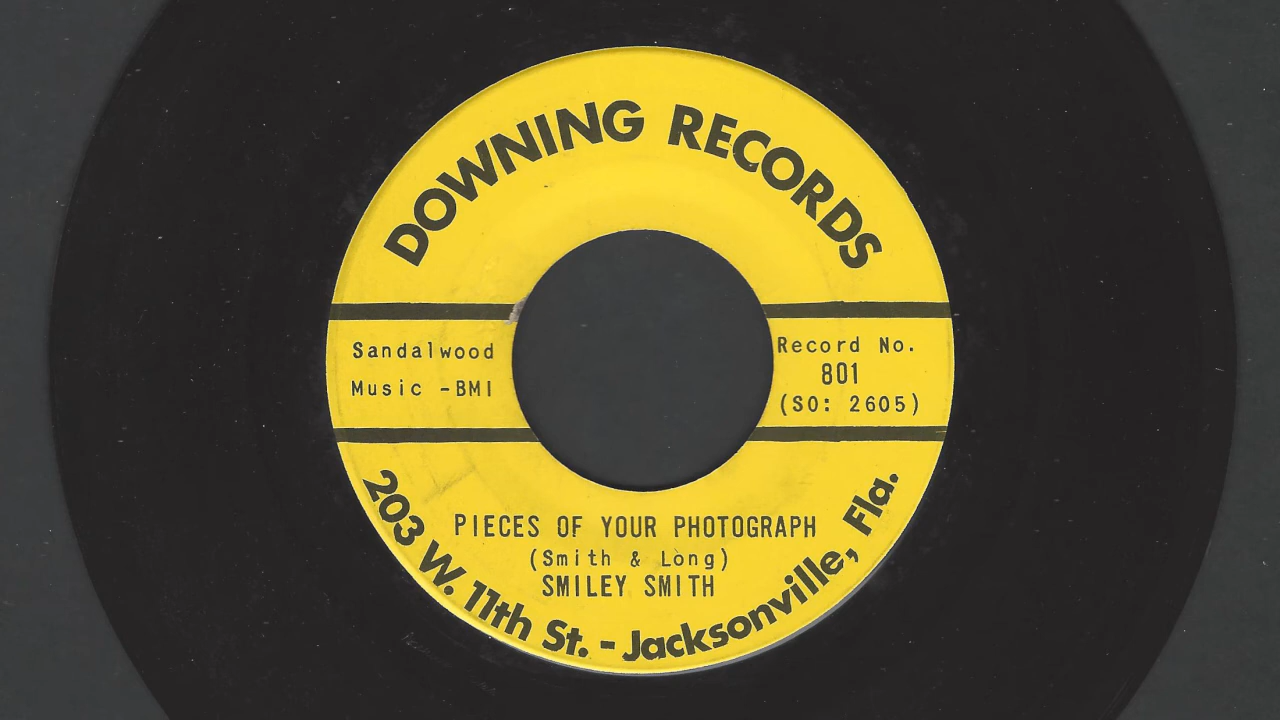 DOWNING RECORDS
Sandalwood
Music -BMI
Record No.
801
(SO: 2605)
PIECES OF YOUR PHOTOGRAPH
(Smith & Long)
SMILEY SMITH
203 W. 11th St. - Jacksonville, Fla.